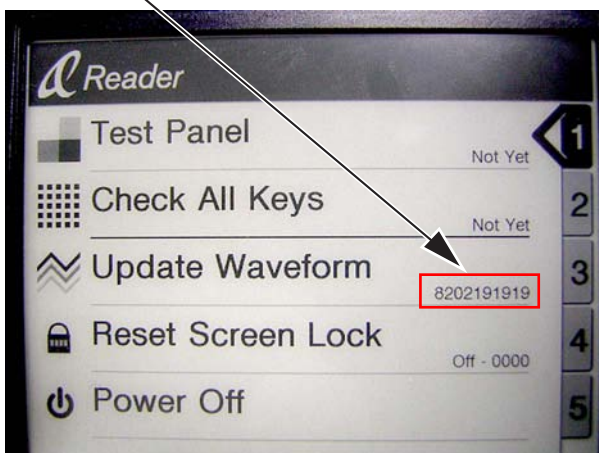 Reader
Test Panel
Not Yet
1
Check All Keys
Not Yet
2
Update Waveform
8202191919
3
Reset Screen Lock
Off - 0000
4
Power Off
5